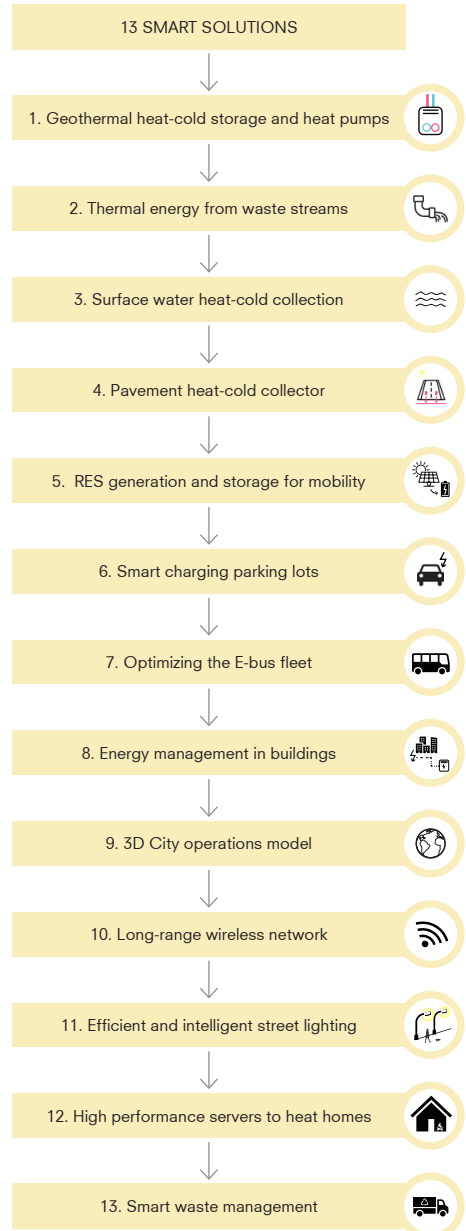 13 SMART SOLUTIONS
1. Geothermal heat-cold storage and heat pumps
2. Thermal energy from waste streams
3. Surface water heat-cold collection
4. Pavement heat-cold collector
5. RES generation and storage for mobility
6. Smart charging parking lots
7. Optimizing the E-bus fleet
8. Energy management in buildings
9. 3D City operations model
10. Long-range wireless network
11. Efficient and intelligent street lighting
12. High performance servers to heat homes
13. Smart waste management